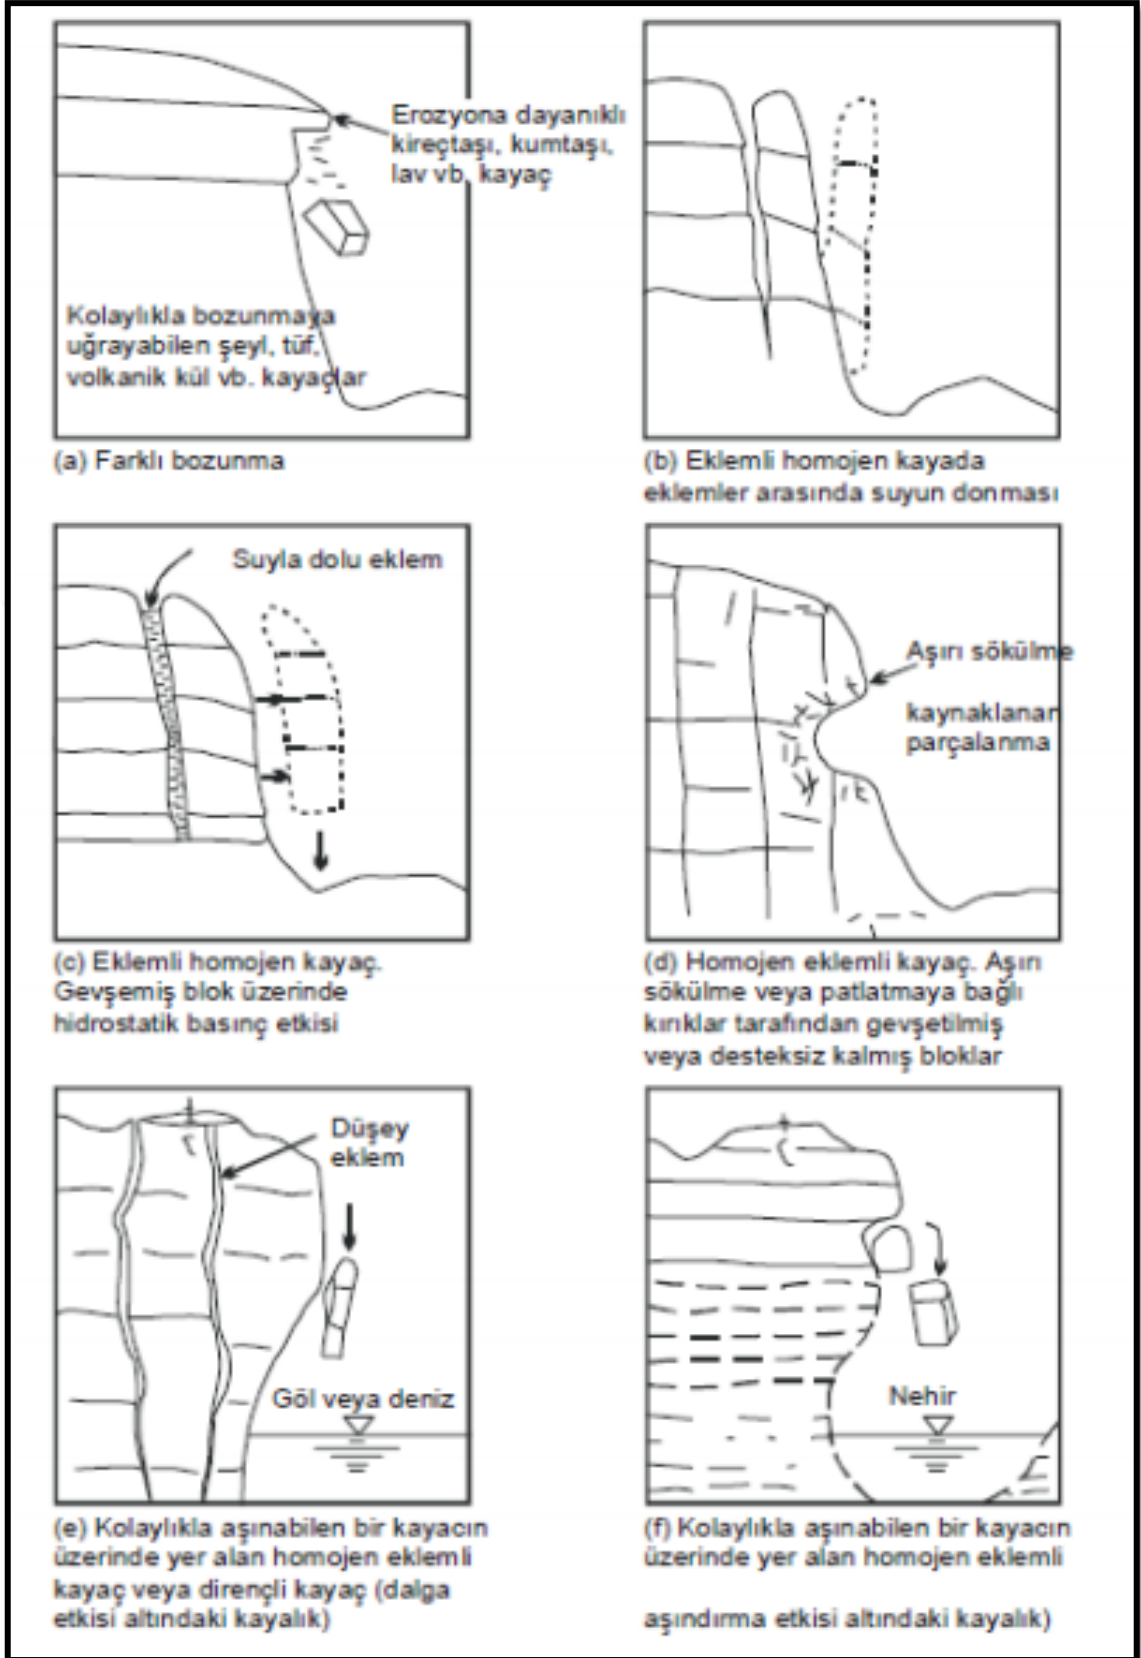 Erozyona dayanıklı
kireçtaşı, kumtaşı,
lav vb. kayaç
Kolaylıkla bozunmaya
uğrayabilen şeyl, tüf,
volkanik kül vb. kayaçlar
(a) Farklı bozunma
(b) Eklemli homojen kayada
eklemler arasında suyun donması
Suyla dolu eklem
(c) Eklemli homojen kayaç.
Gevşemiş blok üzerinde
hidrostatik basınç etkisi
Aşırı sökülme
kaynaklanan
parçalanma
(d) Homojen eklemli kayaç. Aşırı
sökülme veya patlatmaya bağlı
kırıklar tarafından gevşetilmiş
veya desteksiz kalmış bloklar
Düşey
eklem
Göl veya deniz
(e) Kolaylıkla aşınabilen bir kayacın
üzerinde yer alan homojen eklemli
kayaç veya dirençli kayaç (dalga
etkisi altındaki kayalık)
Nehir
(f) Kolaylıkla aşınabilen bir kayacın
üzerinde yer alan homojen eklemli
aşındırma etkisi altındaki kayalık)